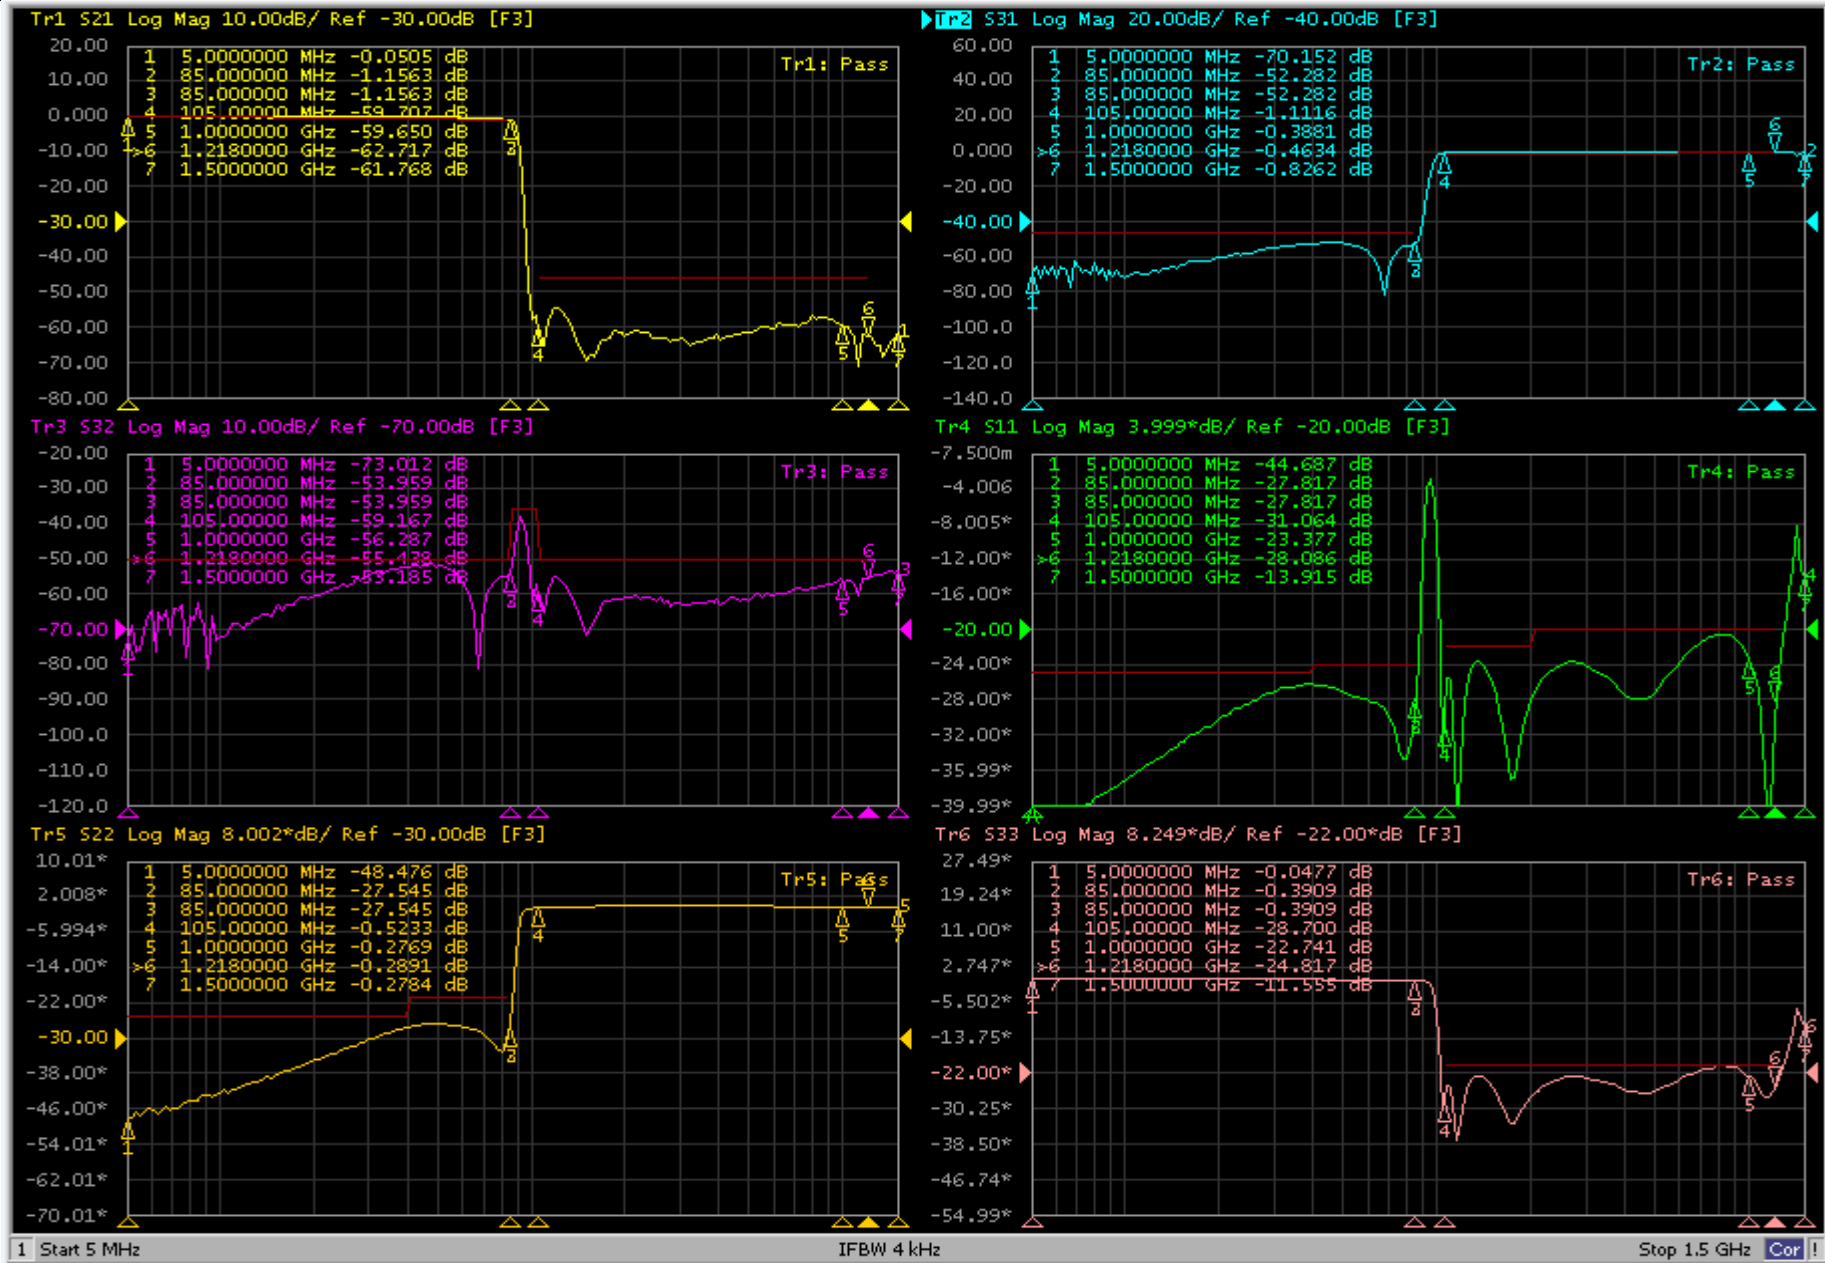 Tr1 S21 Log Mag 10.00dB/ Ref -30.00dB [F3]
20.00
10.00
0.000
-10.00
-20.00
-30.00
-40.00
-50.00
-60.00
-70.00
-80.00
1 5.0000000 MHz -0.0505 dB
2 85.000000 MHz -1.1563 dB
3 85.000000 MHz -1.1563 dB
4 105.00000 MHz -59.707 dB
5 1.0000000 GHz -59.650 dB
>6 1.2180000 GHz -62.717 dB
7 1.5000000 GHz -61.768 dB
Tr1: Pass
Tr2 S31 Log Mag 20.00dB/ Ref -40.00dB [F3]
60.00
40.00
20.00
0.000
-20.00
-40.00
-60.00
-80.00
-100.0
-120.0
-140.0
1 5.0000000 MHz -70.152 dB
2 85.000000 MHz -52.282 dB
3 85.000000 MHz -52.282 dB
4 105.00000 MHz -1.1116 dB
5 1.0000000 GHz -0.3881 dB
>6 1.2180000 GHz -0.4634 dB
7 1.5000000 GHz -0.8262 dB
Tr2: Pass
Tr3 S32 Log Mag 10.00dB/ Ref -70.00dB [F3]
-20.00
-30.00
-40.00
-50.00
-60.00
-70.00
-80.00
-90.00
-100.0
-110.0
-120.0
1 5.0000000 MHz -73.012 dB
2 85.000000 MHz -53.959 dB
3 85.000000 MHz -53.959 dB
4 105.00000 MHz -59.167 dB
5 1.0000000 GHz -56.287 dB
>6 1.2180000 GHz -55.438 dB
7 1.5000000 GHz -53.185 dB
Tr3: Pass
Tr4 S11 Log Mag 3.999*dB/ Ref -20.00dB [F3]
-7.500m
-4.006
-8.005*
-12.00*
-16.00*
-20.00
-24.00*
-28.00*
-32.00*
-35.99*
-39.99*
1 5.0000000 MHz -44.687 dB
2 85.000000 MHz -27.817 dB
3 85.000000 MHz -27.817 dB
4 105.00000 MHz -31.064 dB
5 1.0000000 GHz -23.377 dB
>6 1.2180000 GHz -28.086 dB
7 1.5000000 GHz -13.915 dB
Tr4: Pass
Tr5 S22 Log Mag 8.002*dB/ Ref -30.00dB [F3]
10.01*
2.008*
-5.994*
-14.00*
-22.00*
-30.00
-38.00*
-46.00*
-54.01*
-62.01*
-70.01*
1 5.0000000 MHz -48.476 dB
2 85.000000 MHz -27.545 dB
3 85.000000 MHz -27.545 dB
4 105.00000 MHz -0.5233 dB
5 1.0000000 GHz -0.2769 dB
>6 1.2180000 GHz -0.2891 dB
7 1.5000000 GHz -0.2784 dB
Tr5: Pass
Tr6 S33 Log Mag 8.249*dB/ Ref -22.00*dB [F3]
27.49*
19.24*
11.00*
2.747*
-5.502*
-13.75*
-22.00*
-30.25*
-38.50*
-46.74*
-54.99*
1 5.0000000 MHz -0.0477 dB
2 85.000000 MHz -0.3909 dB
3 85.000000 MHz -0.3909 dB
4 105.00000 MHz -28.700 dB
5 1.0000000 GHz -22.741 dB
>6 1.2180000 GHz -24.817 dB
7 1.5000000 GHz -11.555 dB
Tr6: Pass
1 Start 5 MHz
IFBW 4 kHz
Stop 1.5 GHz Cor !